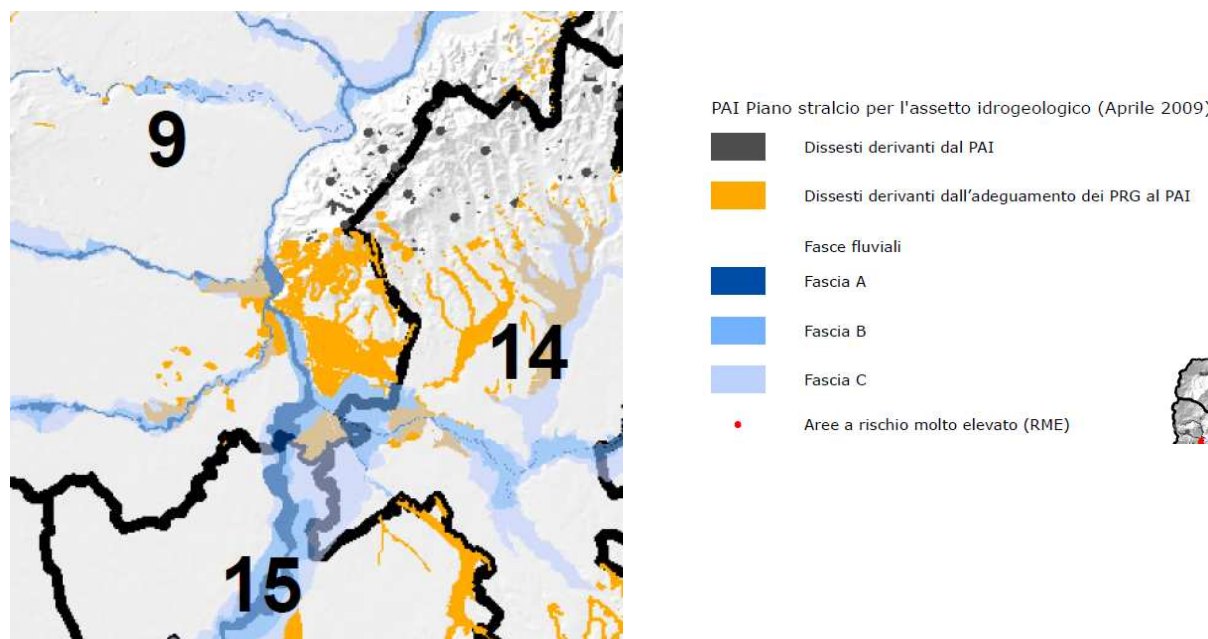 9
14
15
PAI Piano stralcio per l'assetto idrogeologico (Aprile 2009)
Dissesti derivanti dal PAI
Dissesti derivanti dall'adeguamento dei PRG al PAI
Fasce fluviali
Fascia A
Fascia B
Fascia C
Aree a rischio molto elevato (RME)